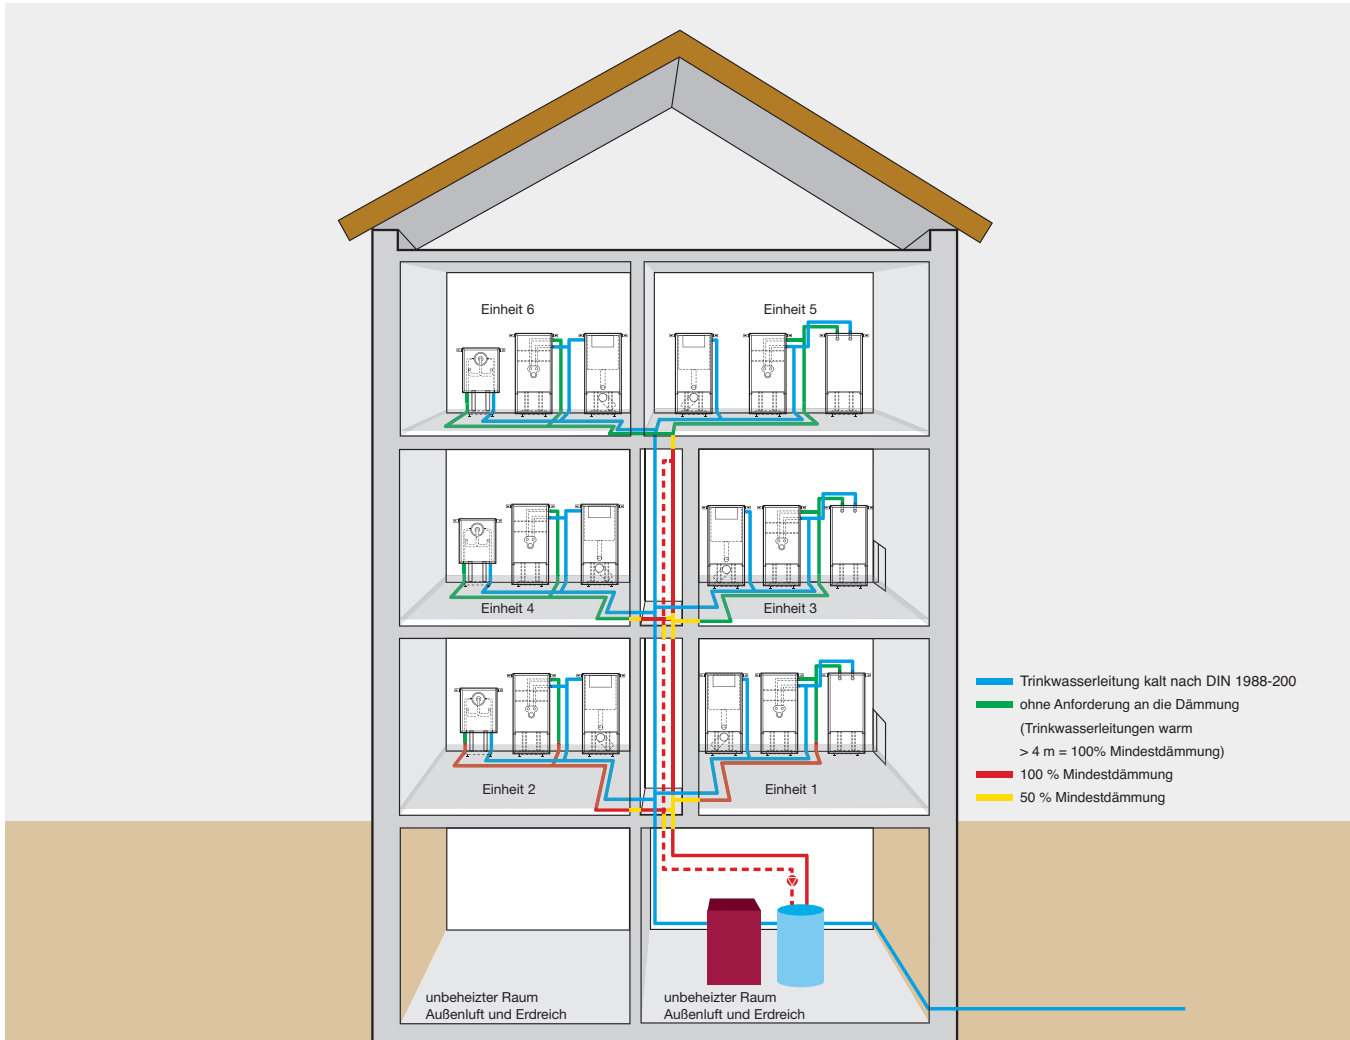 Einheit 6
Einheit 5
Einheit 4
Einheit 3
Einheit 2
Einheit 1
Trinkwasserleitung kalt nach DIN 1988-200
ohne Anforderung an die Dämmung
(Trinkwasserleitungen warm
> 4 m = 100% Mindestdämmung)
100 % Mindestdämmung
50 % Mindestdämmung
unbeheizter Raum
Außenluft und Erdreich
unbeheizter Raum
Außenluft und Erdreich